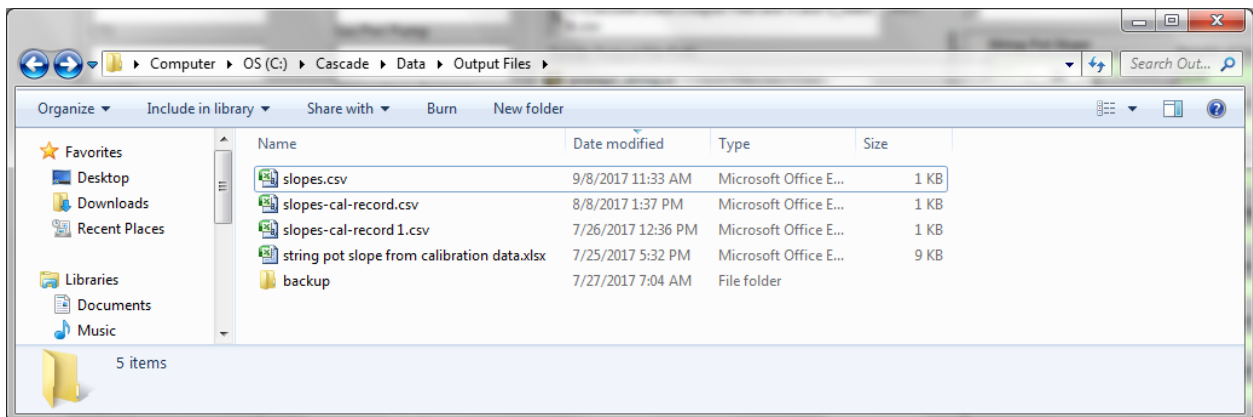 Computer ▸ OS (C:) ▸ Cascade ▸ Data ▸ Output Files ▸ Search Out...
Organize Include in library Share with Burn New folder
Favorites
Desktop
Downloads
Recent Places
Libraries
Documents
Music
Name Date modified Type Size
slopes.csv 9/8/2017 11:33 AM Microsoft Office E... 1 KB
slopes-cal-record.csv 8/8/2017 1:37 PM Microsoft Office E... 1 KB
slopes-cal-record 1.csv 7/26/2017 12:36 PM Microsoft Office E... 1 KB
string pot slope from calibration data.xlsx 7/25/2017 5:32 PM Microsoft Office E... 9 KB
backup 7/27/2017 7:04 AM File folder
5 items